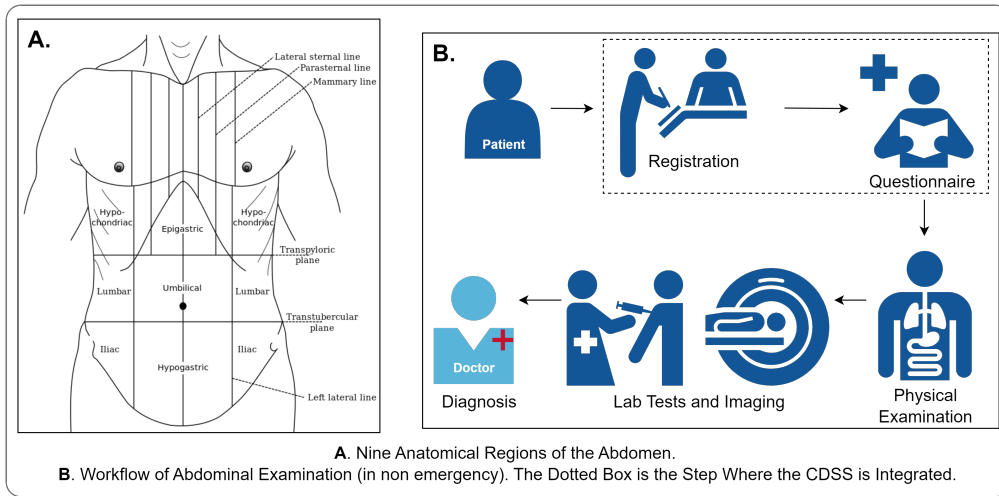 A.
Lateral sternal line
Parasternal line
Mammary line
Hypo-
chondriac
Hypo-
chondriac
Epigastric
Transpyloric
plane
Lumbar
Umbilical
Lumbar
Transtubercular
plane
Iliac
Iliac
Hypogastric
Left lateral line
B.
Patient
Registration
Questionnaire
Doctor
Diagnosis
Lab Tests and Imaging
Physical
Examination
A. Nine Anatomical Regions of the Abdomen.
B. Workflow of Abdominal Examination (in non emergency). The Dotted Box is the Step Where the CDSS is Integrated.